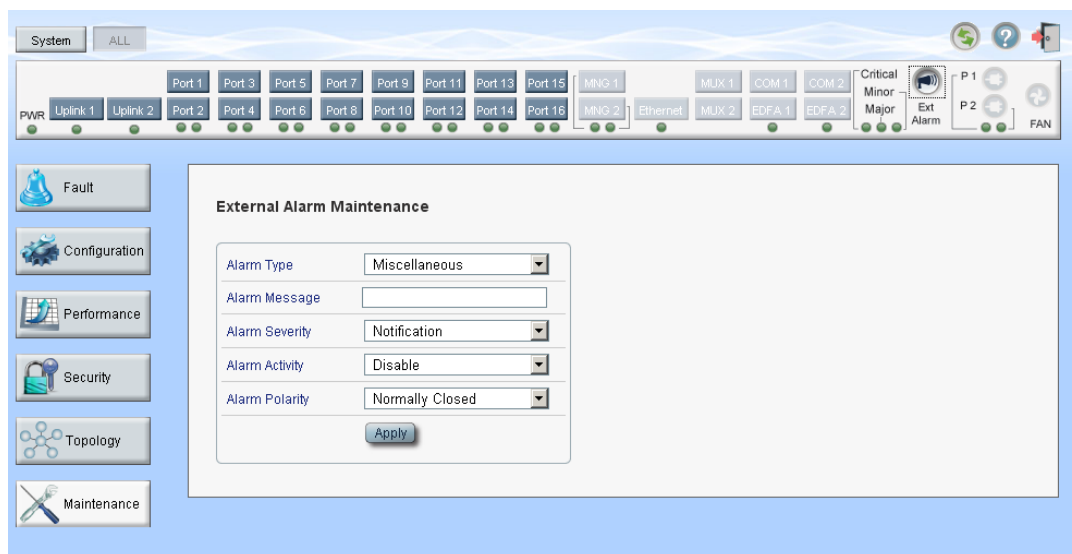 System ALL
Critical P 1
Port 1 Port 3 Port 5 Port 7 Port 9 Port 11 Port 13 Port 15 MNG 1 MUX 1 COM 1 COM 2 Minor
PWR Uplink 1 Uplink 2 Port 2 Port 4 Port 6 Port 8 Port 10 Port 12 Port 14 Port 16 MNG 2 Ethernet MUX 2 EDFA 1 EDFA 2 Major Ext P 2
Alarm FAN
Fault
Configuration
Performance
Security
Topology
Maintenance
External Alarm Maintenance
Alarm Type Miscellaneous
Alarm Message
Alarm Severity Notification
Alarm Activity Disable
Alarm Polarity Normally Closed
Apply